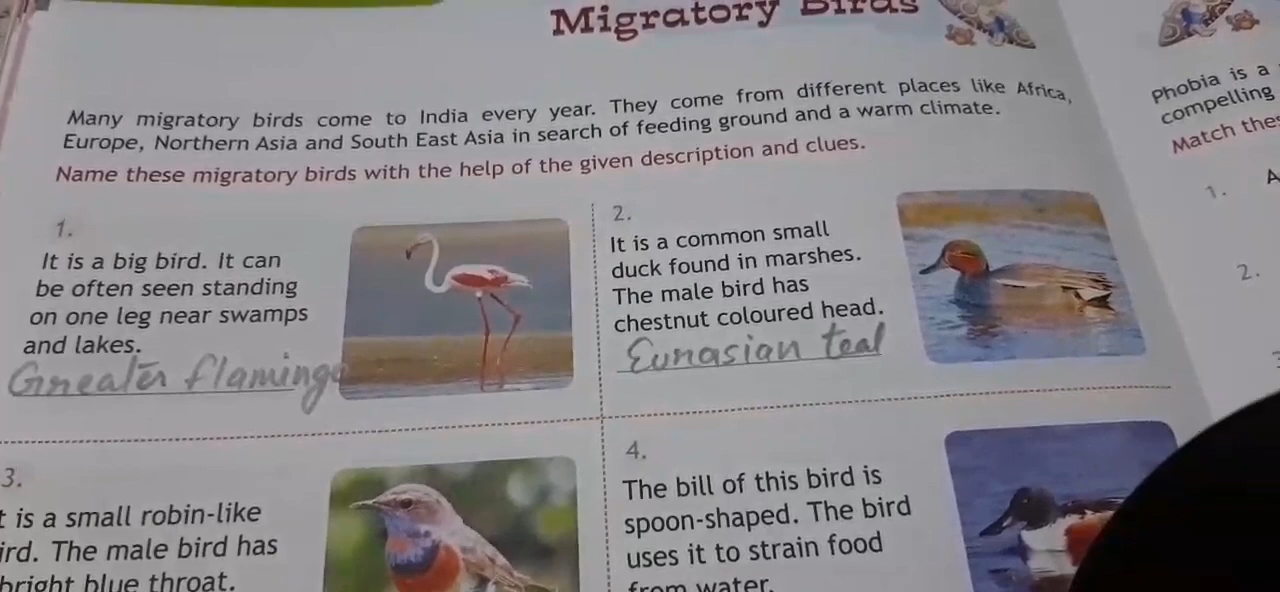 Migratory Birds
Many migratory birds come to India every year. They come from different places like Africa,
Europe, Northern Asia and South East Asia in search of feeding ground and a warm climate.
Name these migratory birds with the help of the given description and clues.
1.
It is a big bird. It can
be often seen standing
on one leg near swamps
and lakes.
Greater flamingo
2.
It is a common small
duck found in marshes.
The male bird has
chestnut coloured head.
Eurasian teal
3.
t is a small robin-like
ird. The male bird has
bright blue throat.
4.
The bill of this bird is
spoon-shaped. The bird
uses it to strain food
from water.
Phobia is a
compelling
Match thes
1. A
2.